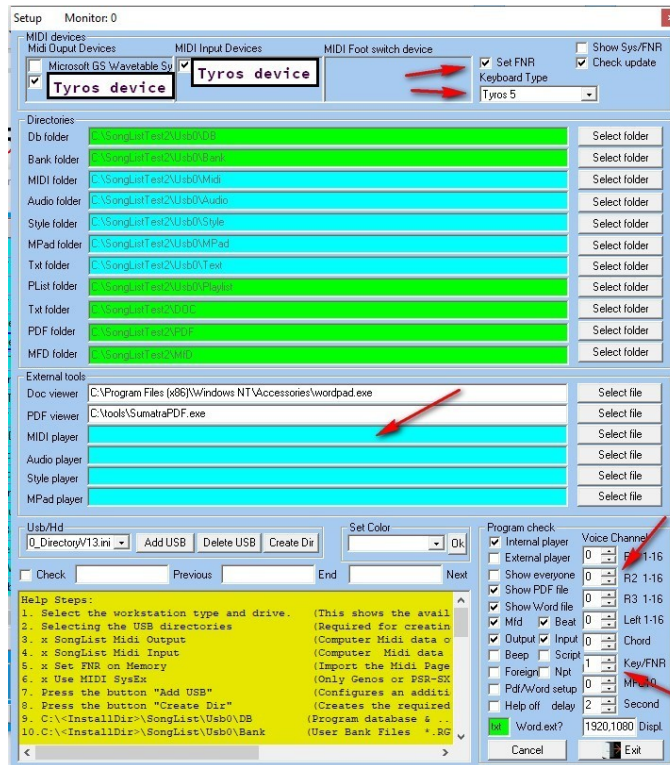 Setup Monitor: 0
MIDI devices
Midi Ouput Devices MIDI Input Devices MIDI Foot switch device
Show Sys/FNR
Microsoft GS Wavetable Sy
Set FNR Check update
Tyros device Tyros device
Keyboard Type
Tyros 5
Directories
Db folder C:\SongListTest2\Usb0\DB Select folder
Bank folder C:\SongListTest2\Usb0\Bank Select folder
MIDI folder C:\SongListTest2\Usb0\Midi Select folder
Audio folder C:\SongListTest2\Usb0\Audio Select folder
Style folder C:\SongListTest2\Usb0\Style Select folder
MPad folder C:\SongListTest2\Usb0\MPad Select folder
Txt folder C:\SongListTest2\Usb0\Text Select folder
PList folder C:\SongListTest2\Usb0\Playlist Select folder
Txt folder C:\SongListTest2\DOC Select folder
PDF folder C:\SongListTest2\PDF Select folder
MFD folder C:\SongListTest2\MID Select folder
External tools
Doc viewer C:\Program Files (x86)\Windows NT\Accessories\wordpad.exe Select file
PDF viewer C:\tools\SumatraPDF.exe Select file
MIDI player Select file
Audio player Select file
Style player Select file
MPad player Select file
Usb/Hd Set Color
0_DirectoryV13.ini Add USB Delete USB Create Dir Ok
Check Previous End Next
Help Steps:
1. Select the workstation type and drive. (This shows the avail
2. Selecting the USB directories (Required for creatin
3. x SongList Midi Output (Computer Midi data o
4. x SongList Midi Input (Computer Midi data
5. x Set FNR on Memory (Import the Midi Page
6. x Use MIDI SysEx (Only Genos or PSR-SX
7. Press the button "Add USB" (Configures an additi
8. Press the button "Create Dir" (Creates the required
9. C:\<InstallDir>\SongList\Usb0\DB (Program database & ..
10.C:\<InstallDir>\SongList\Usb0\Bank (User Bank Files *.RG
Program check Voice Channel
Internal player 0 1-16
External player 0 R2 1-16
Show everyone 0 R3 1-16
Show PDF file
Show Word file 0 Left 1-16
Mfd Beat 0 Chord
Output Input
Beep Script 1 Key/FNR
Foreign Npt
Pdf/Word setup 0
Help off delay 2 Second
txt Word.ext? 1920,1080 Displ.
Cancel Exit